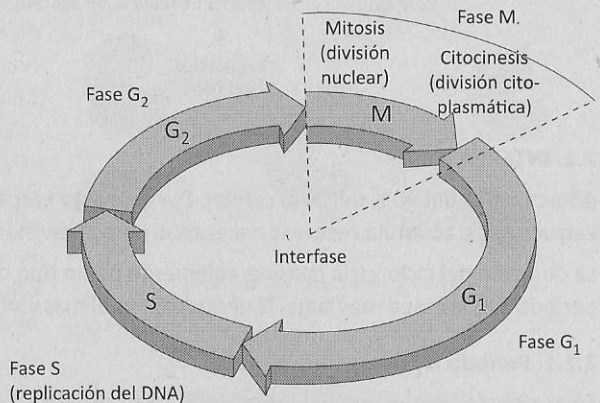 Fase M.
Mitosis
(división
nuclear)
Citocinesis
(división cito-
plasmática)
Fase G₂
G₂
M
Interfase
S
G₁
Fase G₁
Fase S
(replicación del DNA)